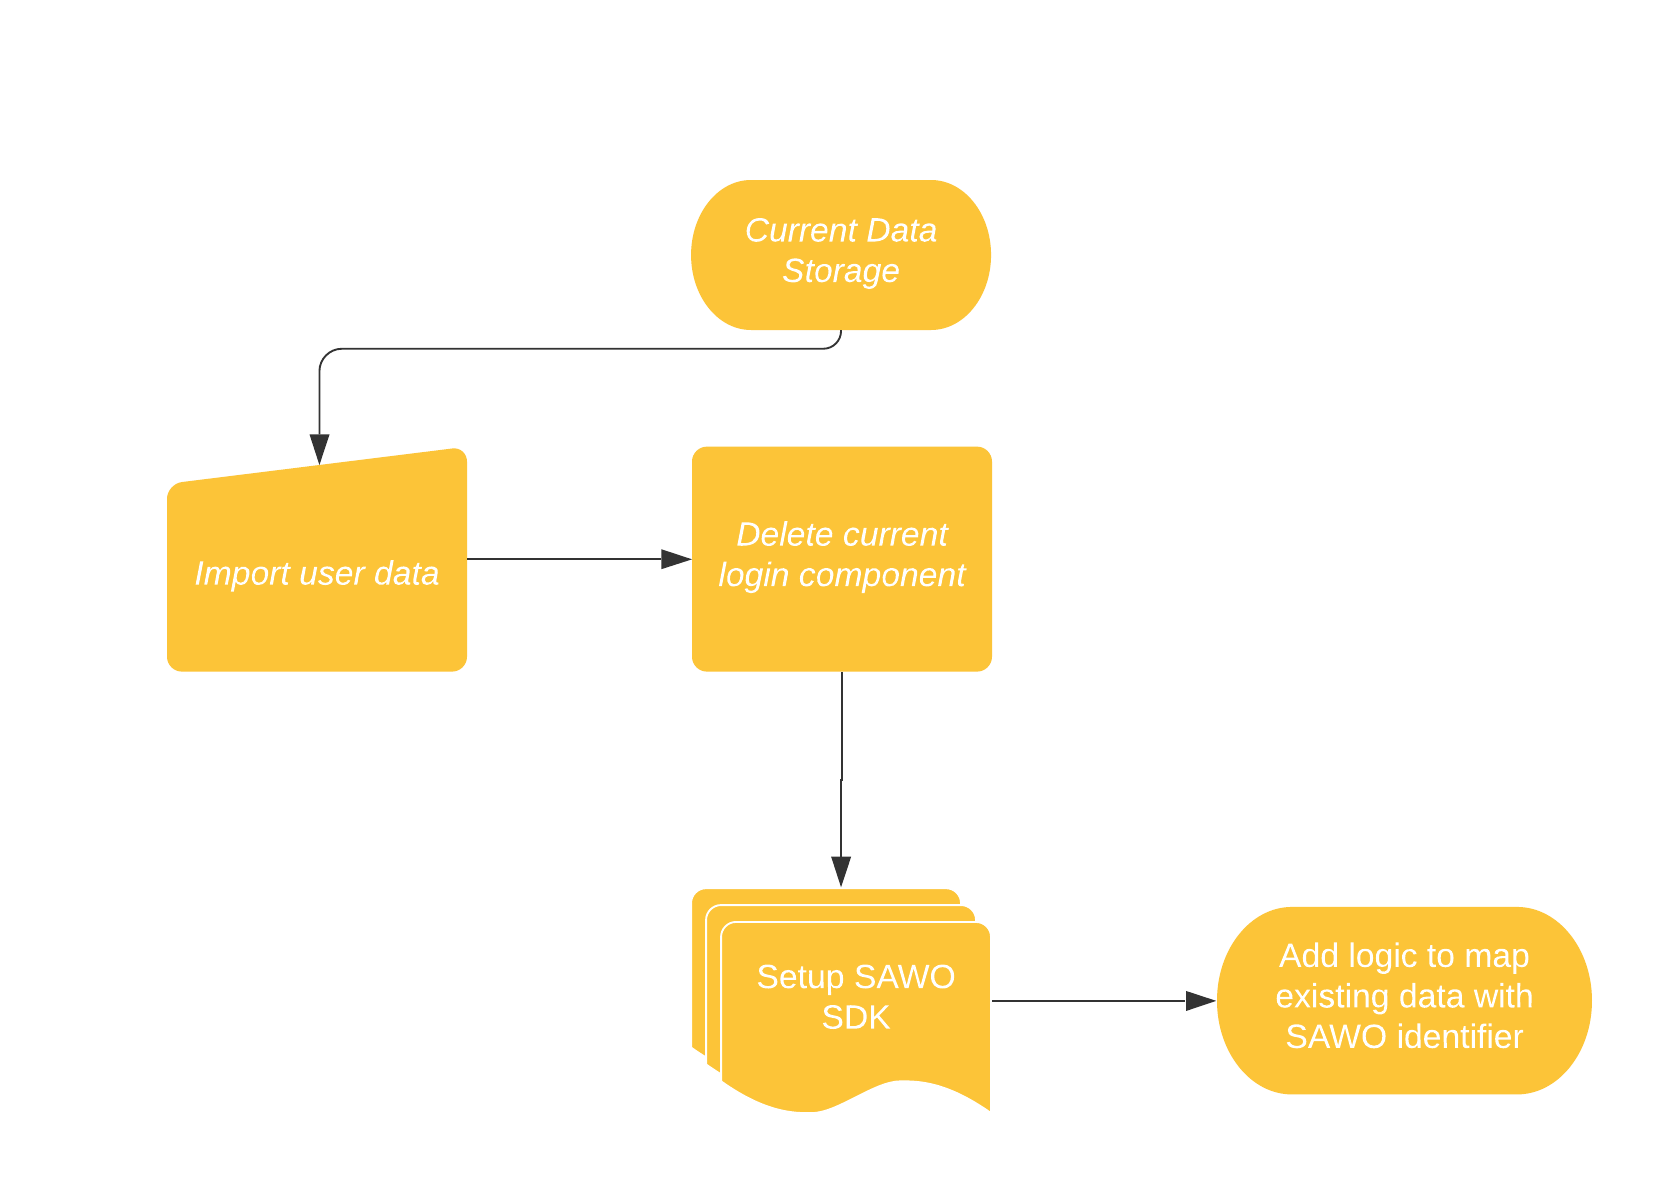 Current Data
Storage
Import user data
Delete current
login component
Setup SAWO
SDK
Add logic to map
existing data with
SAWO identifier